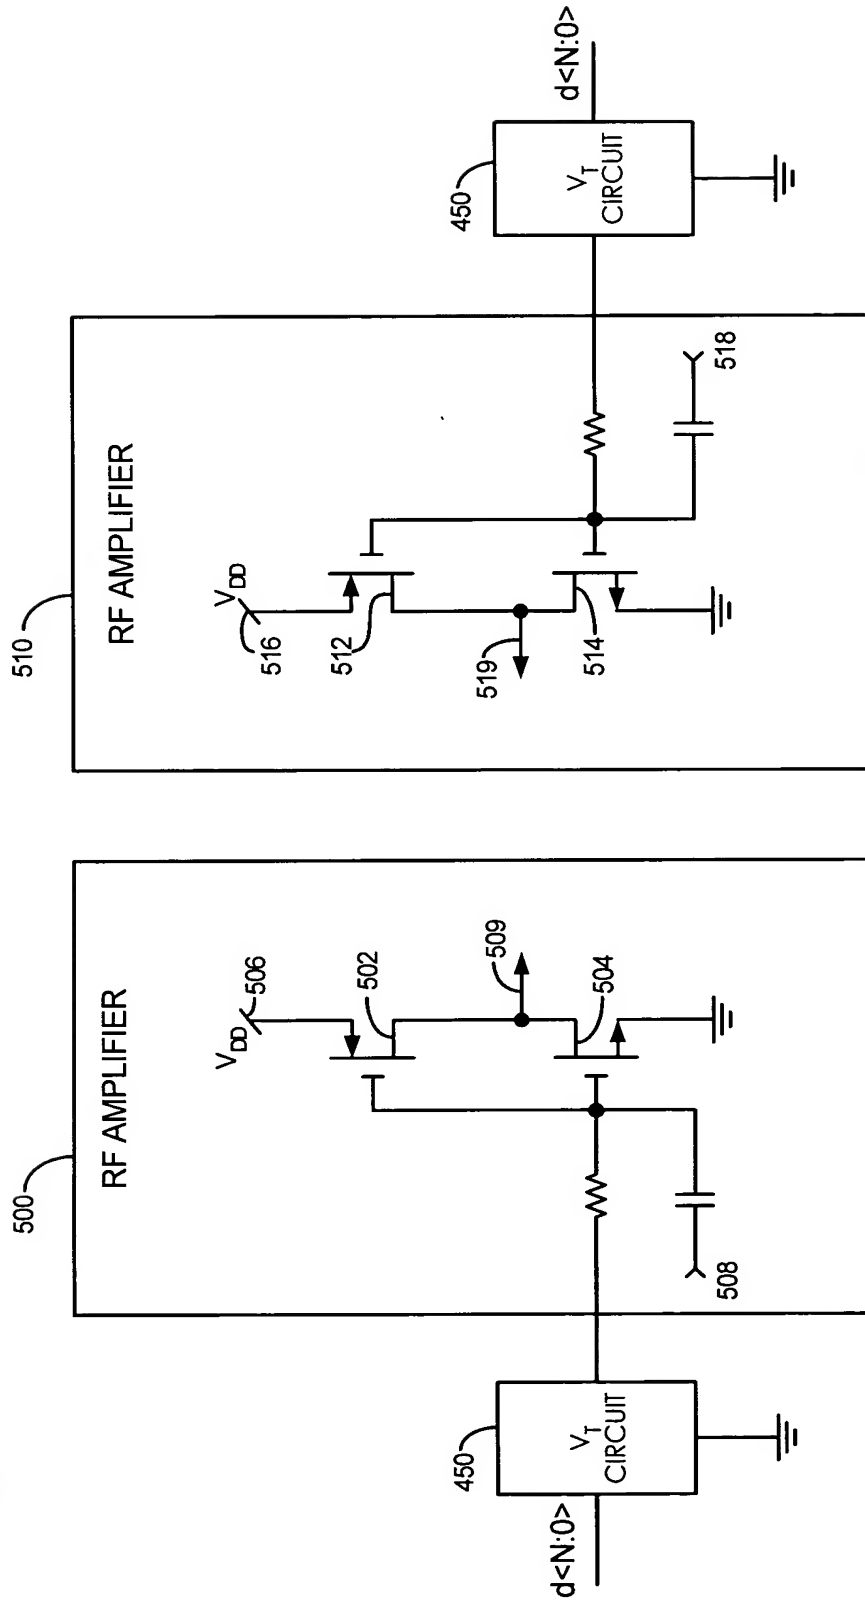 510
RF AMPLIFIER
V_DD
516
512
519
514
518
450
V_T
CIRCUIT
d<N:0>
500
RF AMPLIFIER
V_DD
506
502
509
504
508
450
V_T
CIRCUIT
d<N:0>